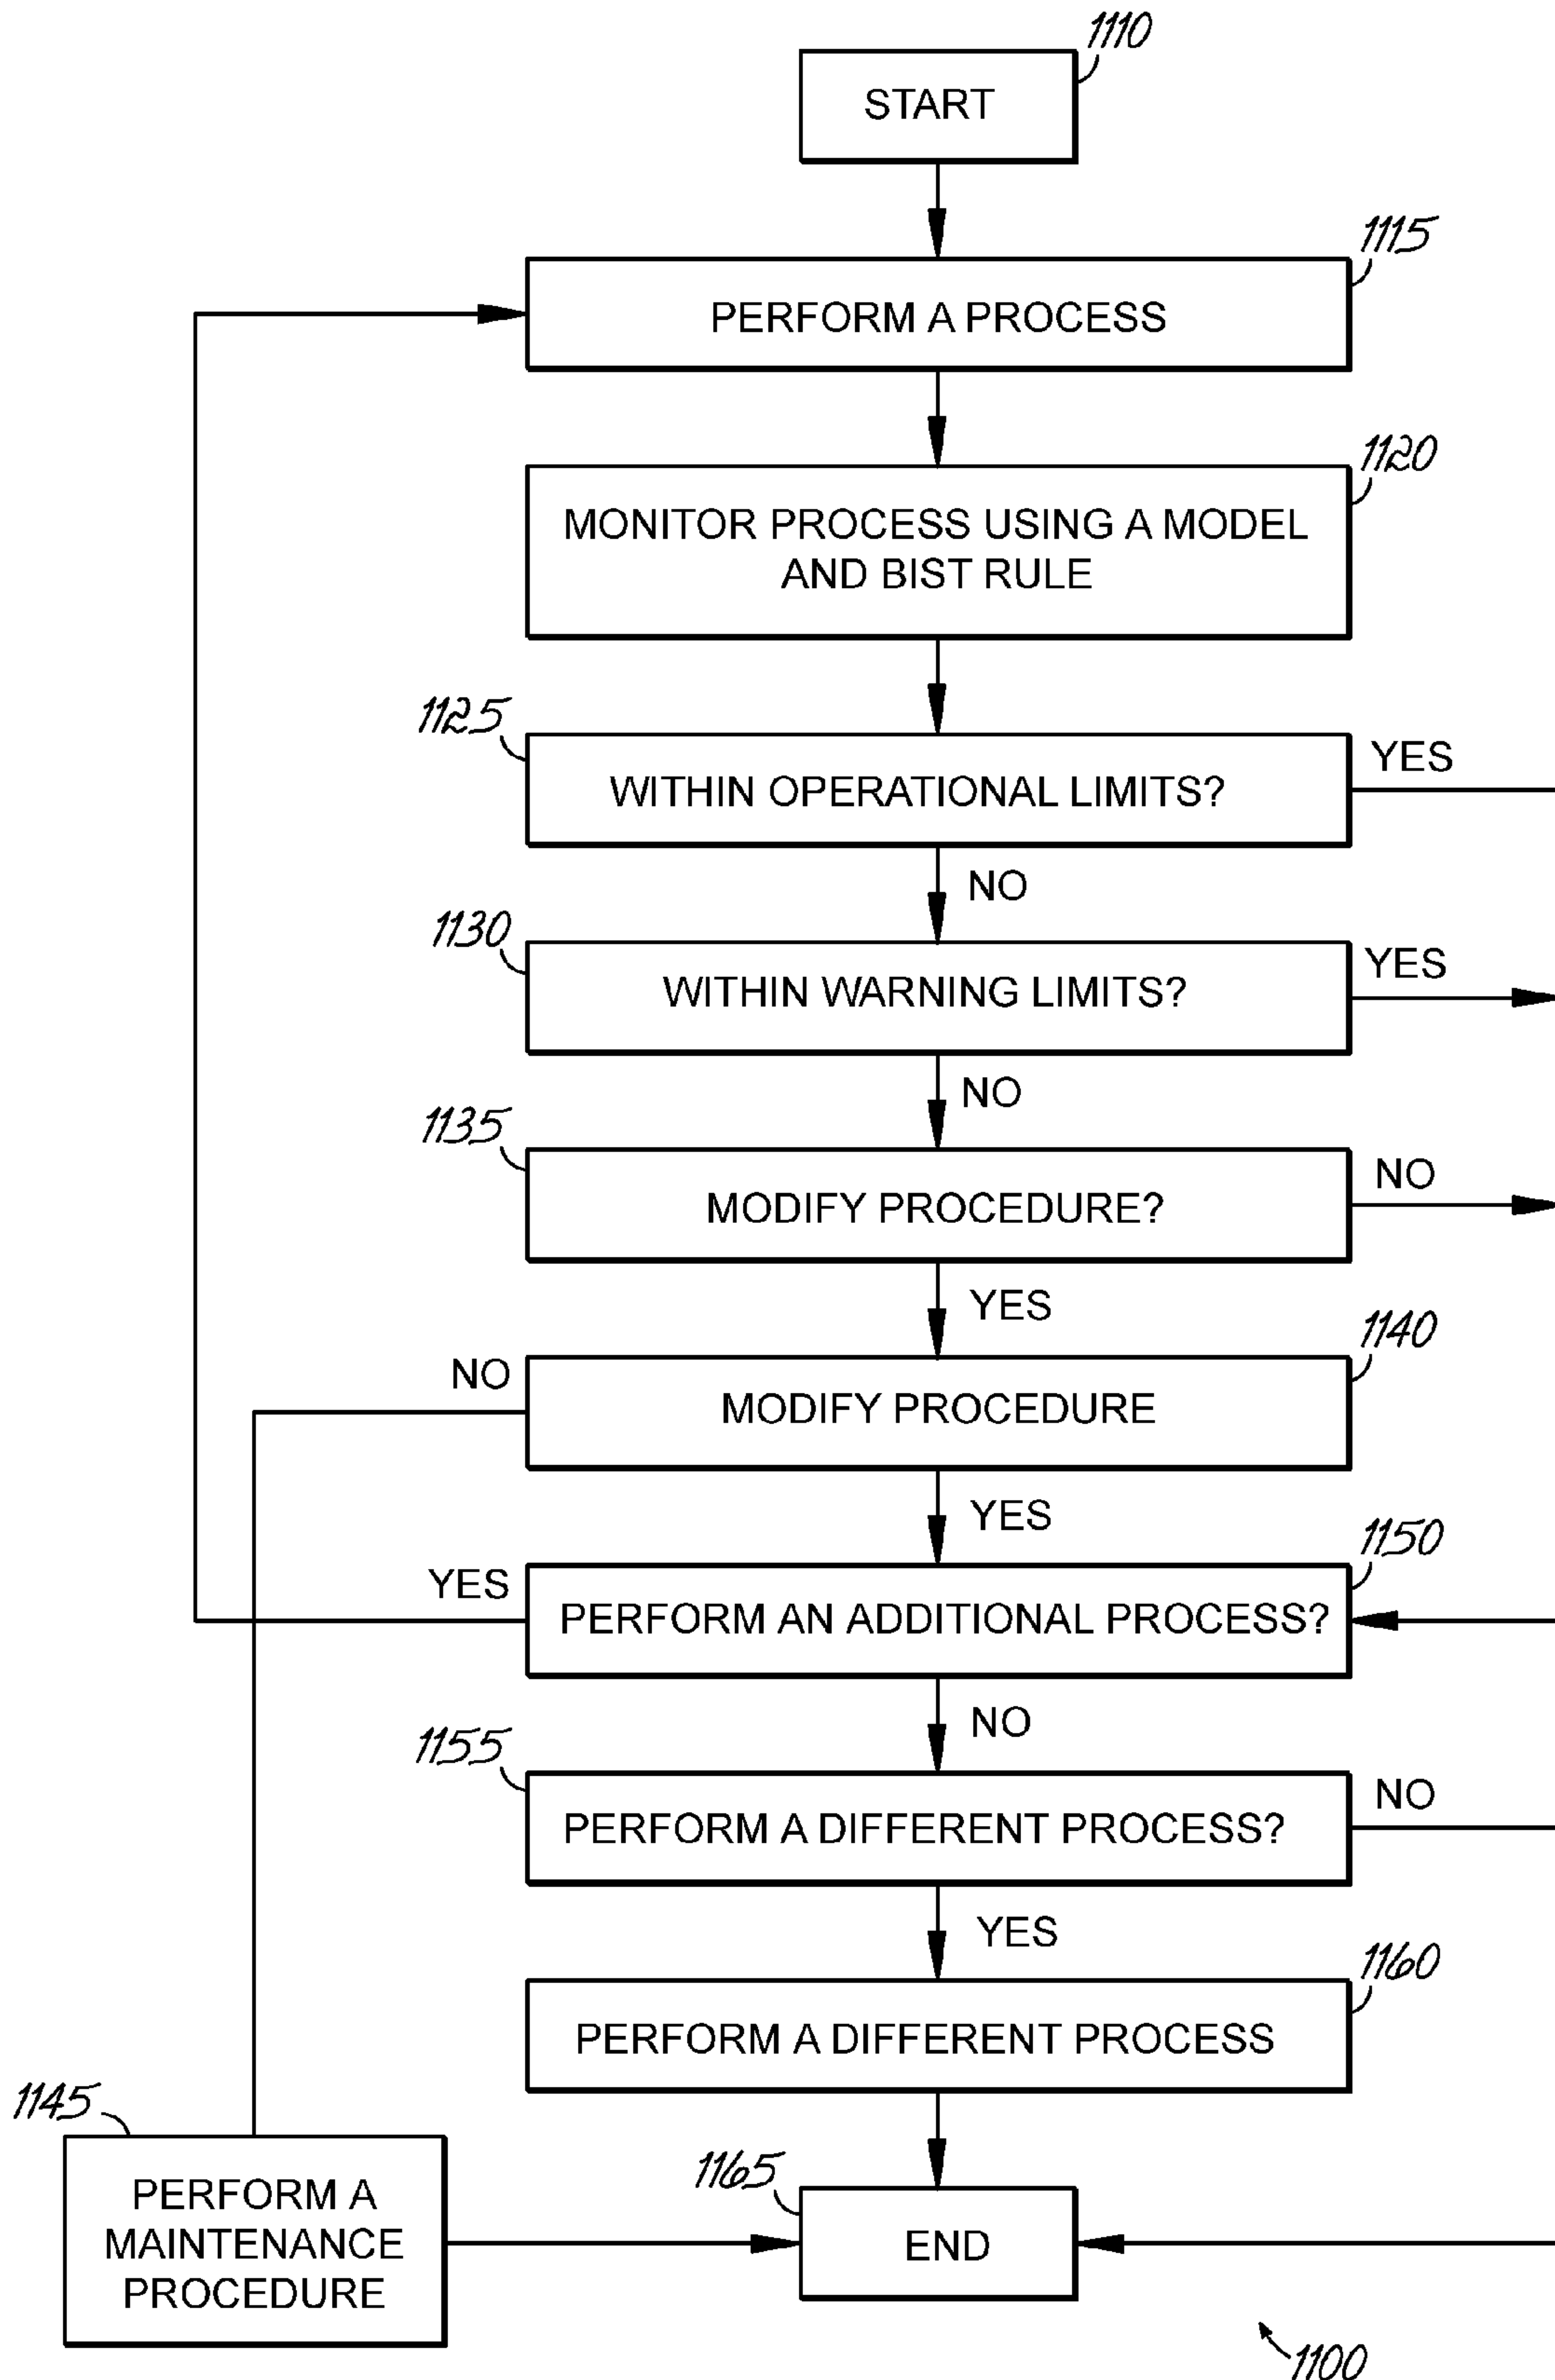 1110
START
1115
PERFORM A PROCESS
1120
MONITOR PROCESS USING A MODEL
AND BIST RULE
1125
WITHIN OPERATIONAL LIMITS?
YES
NO
1130
WITHIN WARNING LIMITS?
YES
NO
1135
MODIFY PROCEDURE?
NO
YES
1140
NO
MODIFY PROCEDURE
YES
1150
YES
PERFORM AN ADDITIONAL PROCESS?
NO
1155
PERFORM A DIFFERENT PROCESS?
NO
YES
1160
PERFORM A DIFFERENT PROCESS
1145
PERFORM A
MAINTENANCE
PROCEDURE
1165
END
1100